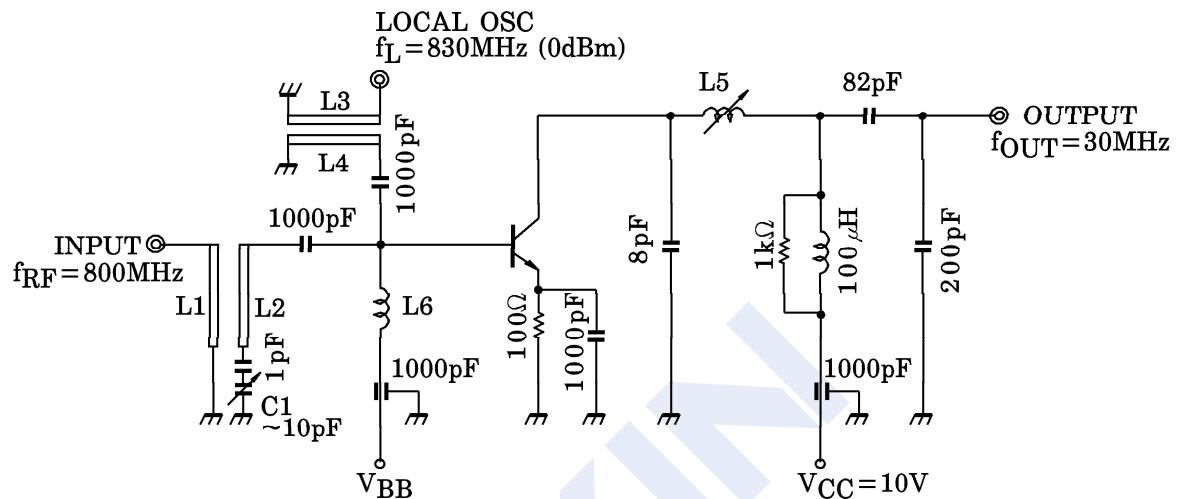 LOCAL OSC
fL=830MHz (0dBm)
L3
L4
1000pF
L5
82pF
OUTPUT
fOUT=30MHz
1000pF
INPUT
fRF=800MHz
L1
L2
L6
8pF
1kΩ
100μH
200pF
1pF
C1
~10pF
1000pF
100Ω
1000pF
1000pF
VBB
VCC=10V